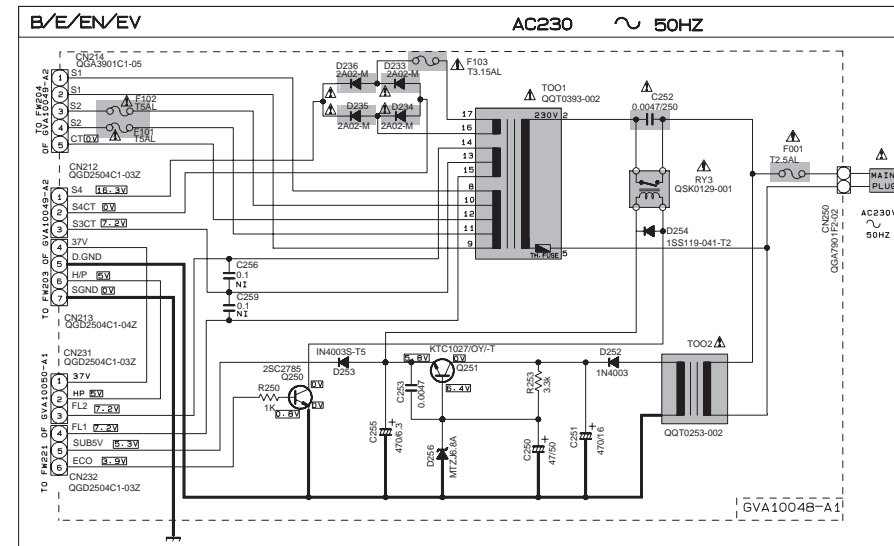 B/E/EN/EV
AC230 ~ 50HZ
CN214
QGA3901C1-05
TO FW204
OF GVA10049-A2
1 S1
2 S1
3 S2
4 S2
5 CT 0V
F102
T5AL
F101
T5AL
D236
2A02-M
D233
2A02-M
D235
2A02-M
D234
2A02-M
F103
T3.15AL
TOO1
QQT0393-002
17
16
14
13
15
8
10
12
11
9
230V 2
TH.FUSE 5
C252
0.0047/250
RY3
QSK0129-001
D254
1SS119-041-T2
F001
T2.5AL
CN250
QGA7901F2-02
MAIN
PLUG
AC230V
~
50HZ
CN212
QGD2504C1-03Z
TO FW203 OF GVA10049-A2
1 S4 16.3V
2 S4CT 0V
3 S3CT 7.2V
4 37V
5 D.GND
6 H/P 5V
7 SGND 0V
CN213
QGD2504C1-04Z
C256
0.1
NI
C259
0.1
NI
CN231
QGD2504C1-03Z
TO FW221 OF GVA10050-A1
1 37V
2 HP 5V
3 FL2 7.2V
4 FL1 7.2V
5 SUB5V 5.3V
6 ECO 3.9V
CN232
QGD2504C1-03Z
R250
1K
0.8V
2SC2785
Q250
0V
0V
IN4003S-T5
D253
5.8V
KTC1027/OY/-T
0V
Q251
6.4V
C253
0.0047
C255
470/6.3
D256
MTZJ6.8A
R253
3.3k
C250
47/50
C251
470/16
D252
1N4003
TOO2
QQT0253-002
GVA10048-A1